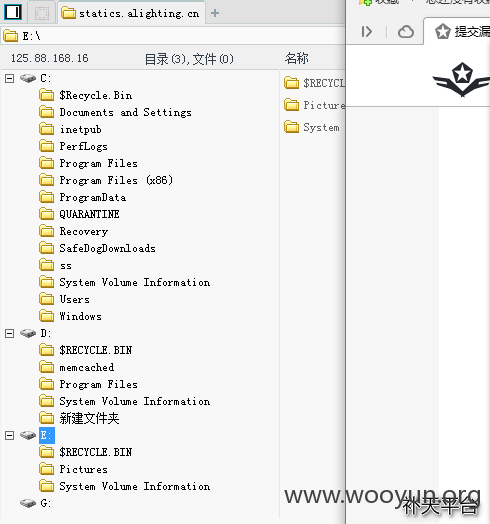 statics.alighting.cn
E:\
125.88.168.16
目录(3),文件(0)
名称
C:
$Recycle.Bin
Documents and Settings
inetpub
PerfLogs
Program Files
Program Files (x86)
ProgramData
QUARANTINE
Recovery
SafeDogDownloads
ss
System Volume Information
Users
Windows
D:
$RECYCLE.BIN
memcached
Program Files
System Volume Information
新建文件夹
E:
$RECYCLE.BIN
Pictures
System Volume Information
G:
$RECYCL
Picture
System
收藏
提交漏
www.wooyun.org
补天平台